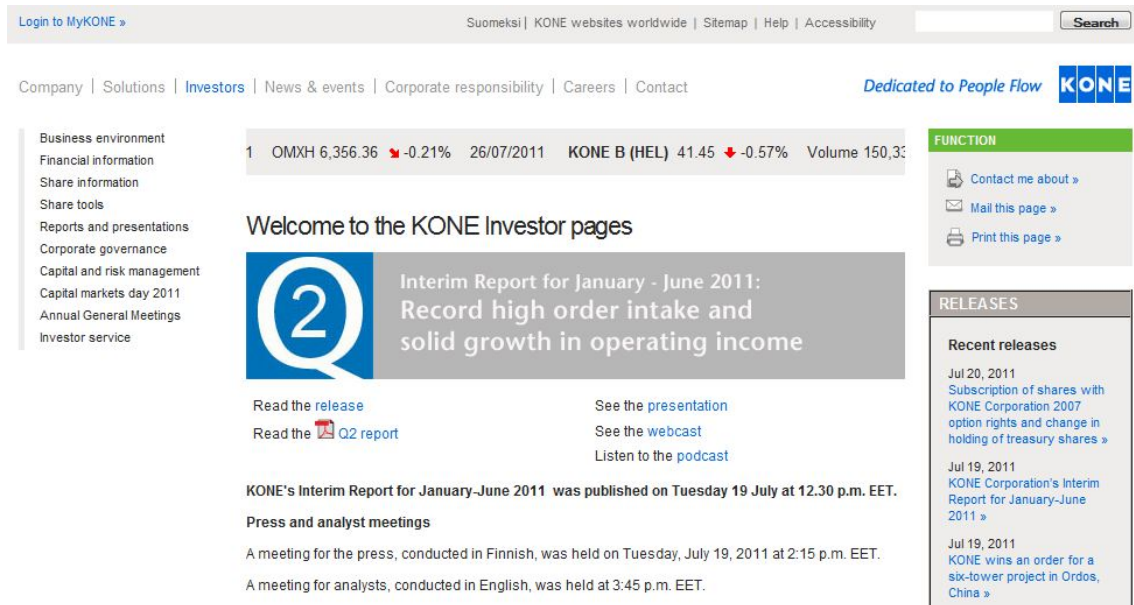 Login to MyKONE »
Suomeksi | KONE websites worldwide | Sitemap | Help | Accessibility
Search
Company | Solutions | Investors | News & events | Corporate responsibility | Careers | Contact
Dedicated to People Flow
KONE
Business environment
Financial information
Share information
Share tools
Reports and presentations
Corporate governance
Capital and risk management
Capital markets day 2011
Annual General Meetings
Investor service
1 OMXH 6,356.36 -0.21% 26/07/2011 KONE B (HEL) 41.45 -0.57% Volume 150,33
Welcome to the KONE Investor pages
Q2
Interim Report for January - June 2011:
Record high order intake and
solid growth in operating income
Read the release
Read the Q2 report
See the presentation
See the webcast
Listen to the podcast
KONE's Interim Report for January-June 2011 was published on Tuesday 19 July at 12.30 p.m. EET.
Press and analyst meetings
A meeting for the press, conducted in Finnish, was held on Tuesday, July 19, 2011 at 2:15 p.m. EET.
A meeting for analysts, conducted in English, was held at 3:45 p.m. EET.
FUNCTION
Contact me about »
Mail this page »
Print this page »
RELEASES
Recent releases
Jul 20, 2011
Subscription of shares with
KONE Corporation 2007
option rights and change in
holding of treasury shares »
Jul 19, 2011
KONE Corporation's Interim
Report for January-June
2011 »
Jul 19, 2011
KONE wins an order for a
six-tower project in Ordos,
China »